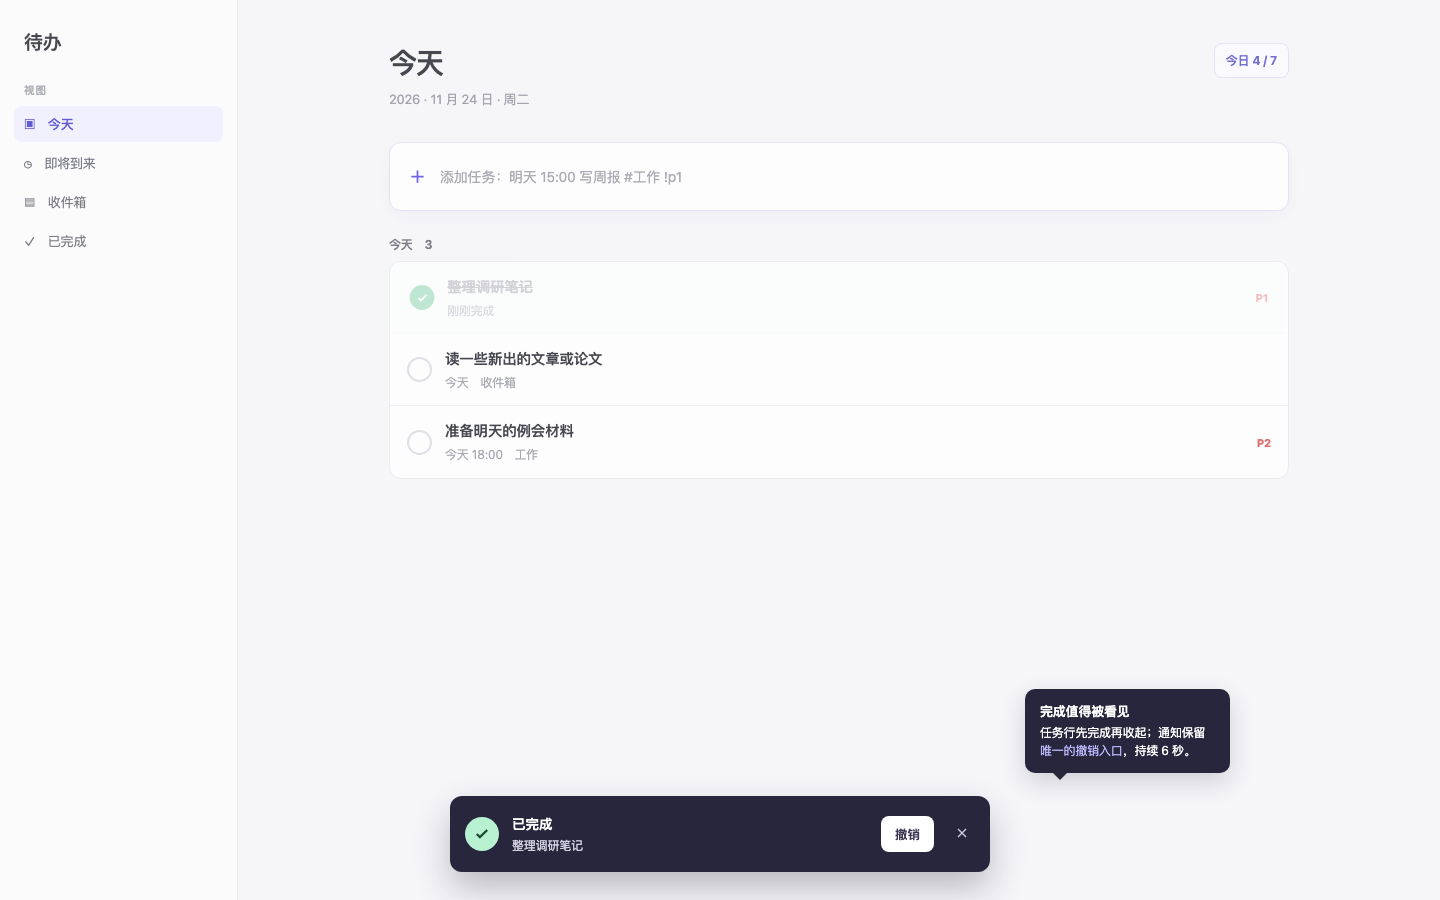 待办
视图
今天
即将到来
收件箱
已完成
今天
今日 4 / 7
2026 · 11 月 24 日 · 周二
添加任务：明天 15:00 写周报 #工作 !p1
今天 3
整理调研笔记
刚刚完成
P1
读一些新出的文章或论文
今天 收件箱
准备明天的例会材料
今天 18:00 工作
P2
完成值得被看见
任务行先完成再收起；通知保留
唯一的撤销入口，持续 6 秒。
已完成
整理调研笔记
撤销